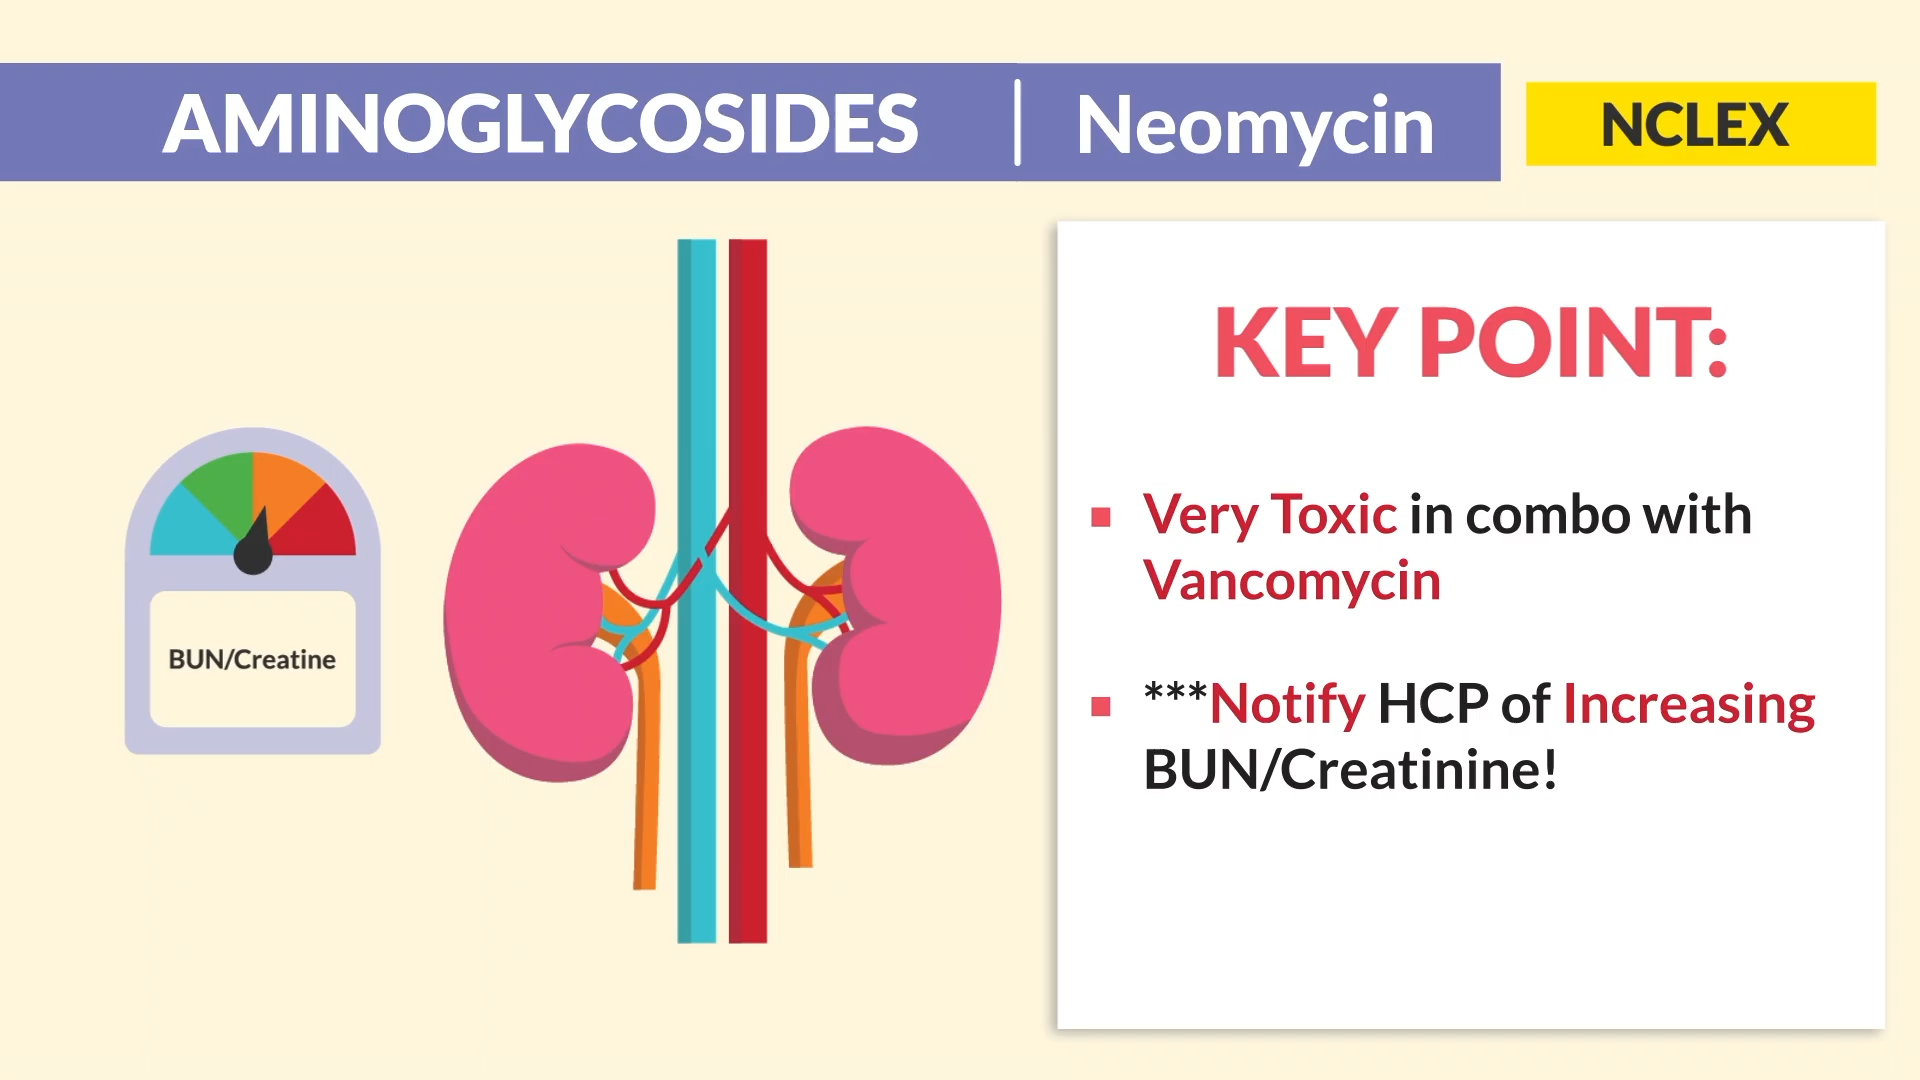 AMINOGLYCOSIDES | Neomycin
NCLEX
KEY POINT:
▪ Very Toxic in combo with
Vancomycin
▪ ***Notify HCP of Increasing
BUN/Creatinine!
BUN/Creatine